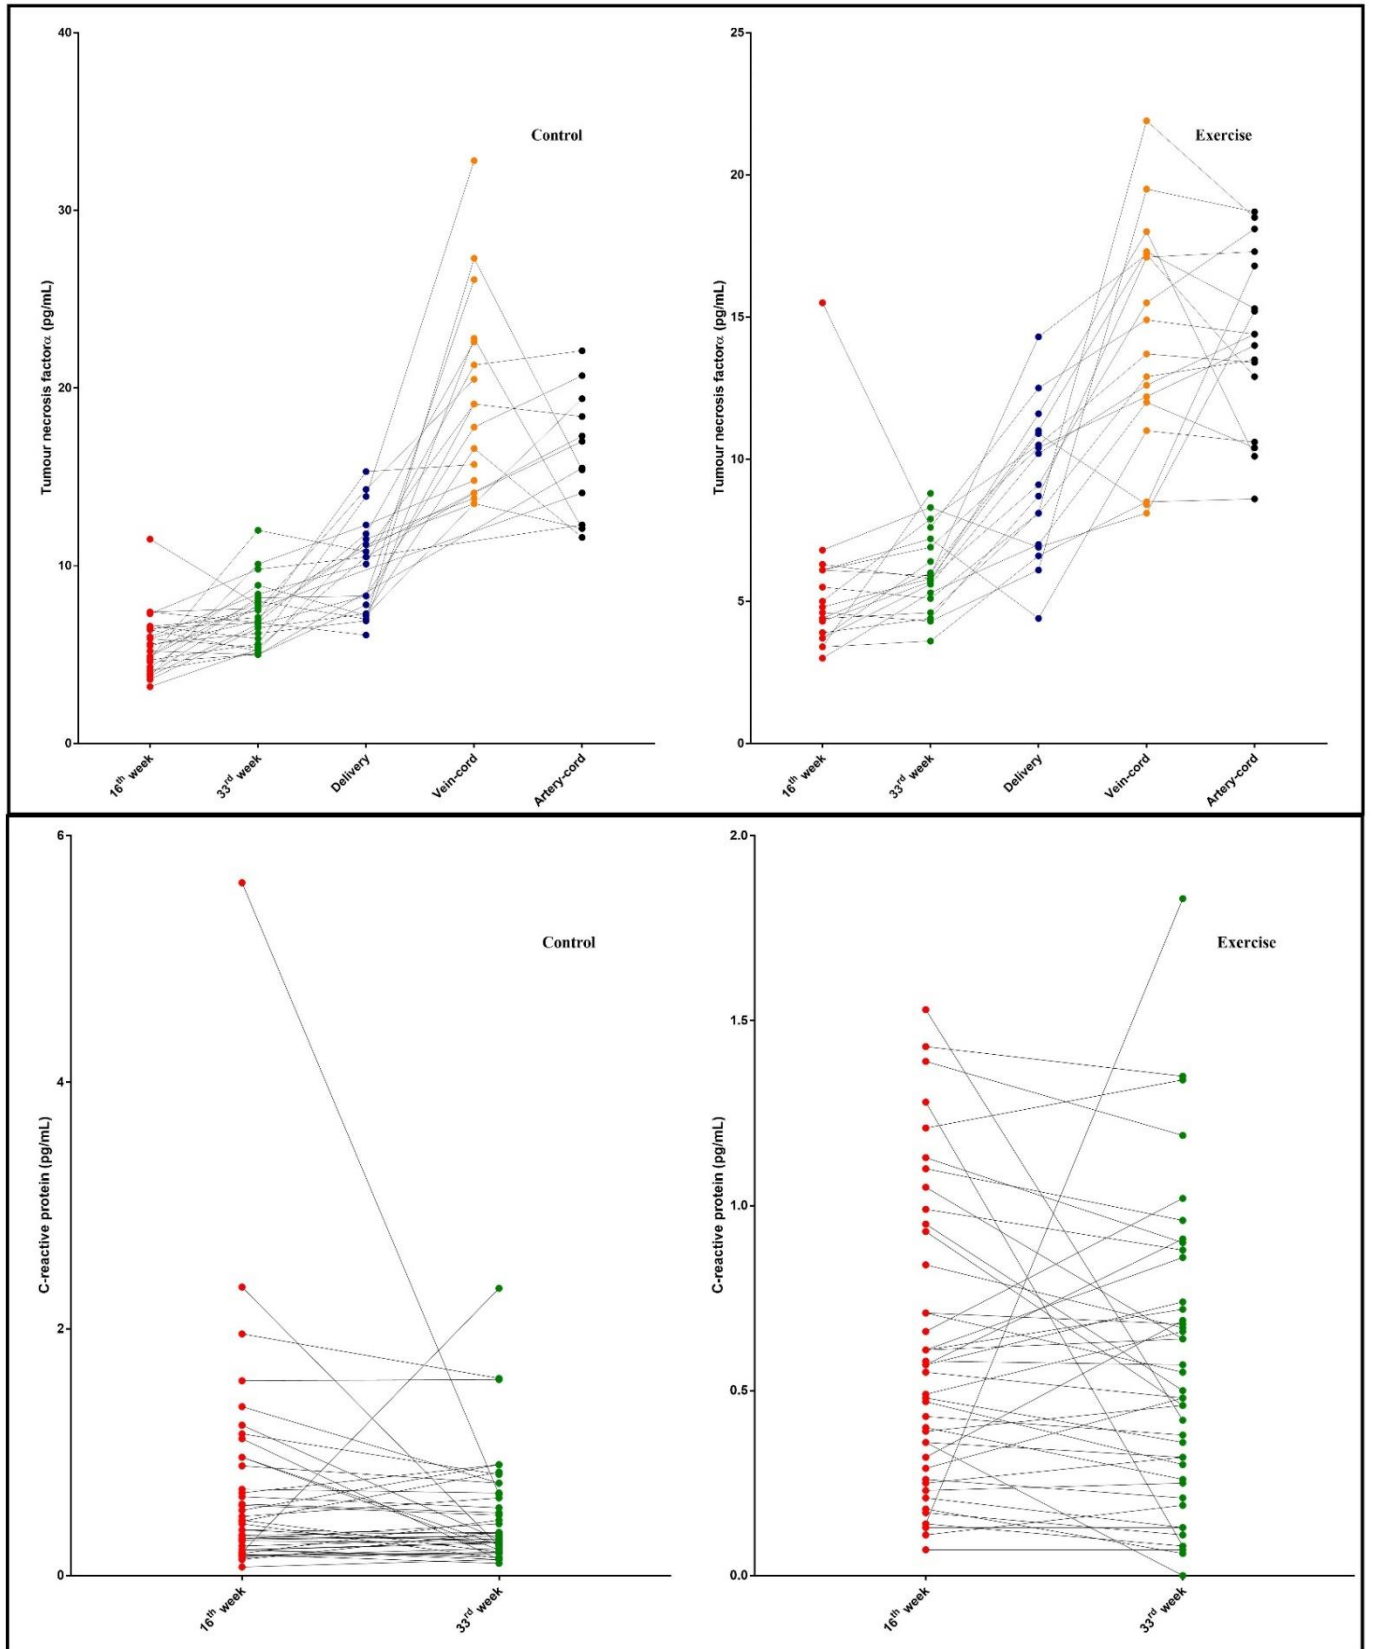 40
30
20
10
0
Tumour necrosis factorα (pg/mL)
Control
16th week
33rd week
Delivery
Vein-cord
Artery-cord
25
20
15
10
5
0
Tumour necrosis factorα (pg/mL)
Exercise
16th week
33rd week
Delivery
Vein-cord
Artery-cord
6
4
2
0
C-reactive protein (pg/mL)
Control
16th week
33rd week
2.0
1.5
1.0
0.5
0.0
C-reactive protein (pg/mL)
Exercise
16th week
33rd week